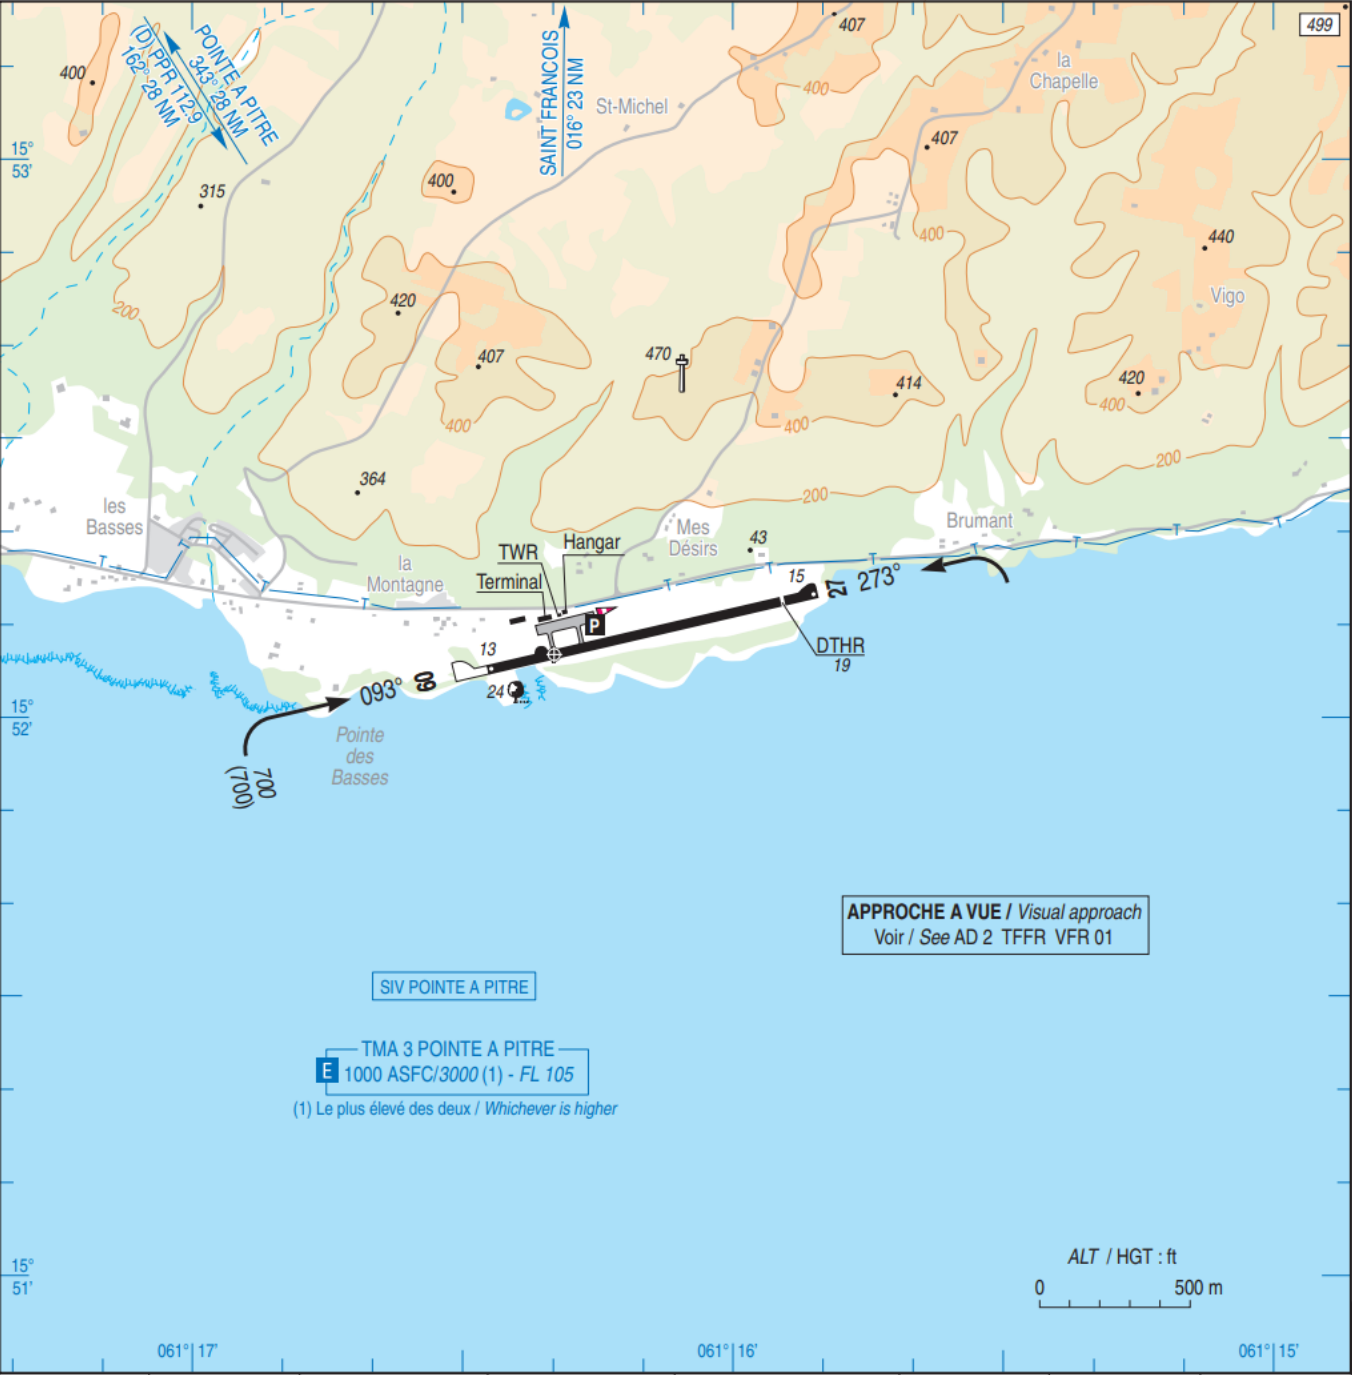 499
407
400
la
Chapelle
POINTE A PITRE
343° 28 NM
(D) PPR 112.9
162° 28 NM
400
SAINT FRANCOIS
016° 23 NM
St-Michel
407
15°
53'
315
400
400
440
Vigo
200
420
407
470
414
420
400
400
400
200
364
200
les
Basses
Mes
Désirs
43
Brumant
TWR
Hangar
la
Montagne
Terminal
15
27
273°
P
DTHR
19
13
09
093°
24
15°
52'
Pointe
des
Basses
700
(700)
APPROCHE A VUE / Visual approach
Voir / See AD 2 TFFR VFR 01
SIV POINTE A PITRE
TMA 3 POINTE A PITRE
E 1000 ASFC/3000 (1) - FL 105
(1) Le plus élevé des deux / Whichever is higher
ALT / HGT : ft
0 500 m
15°
51'
061° 17'
061° 16'
061° 15'